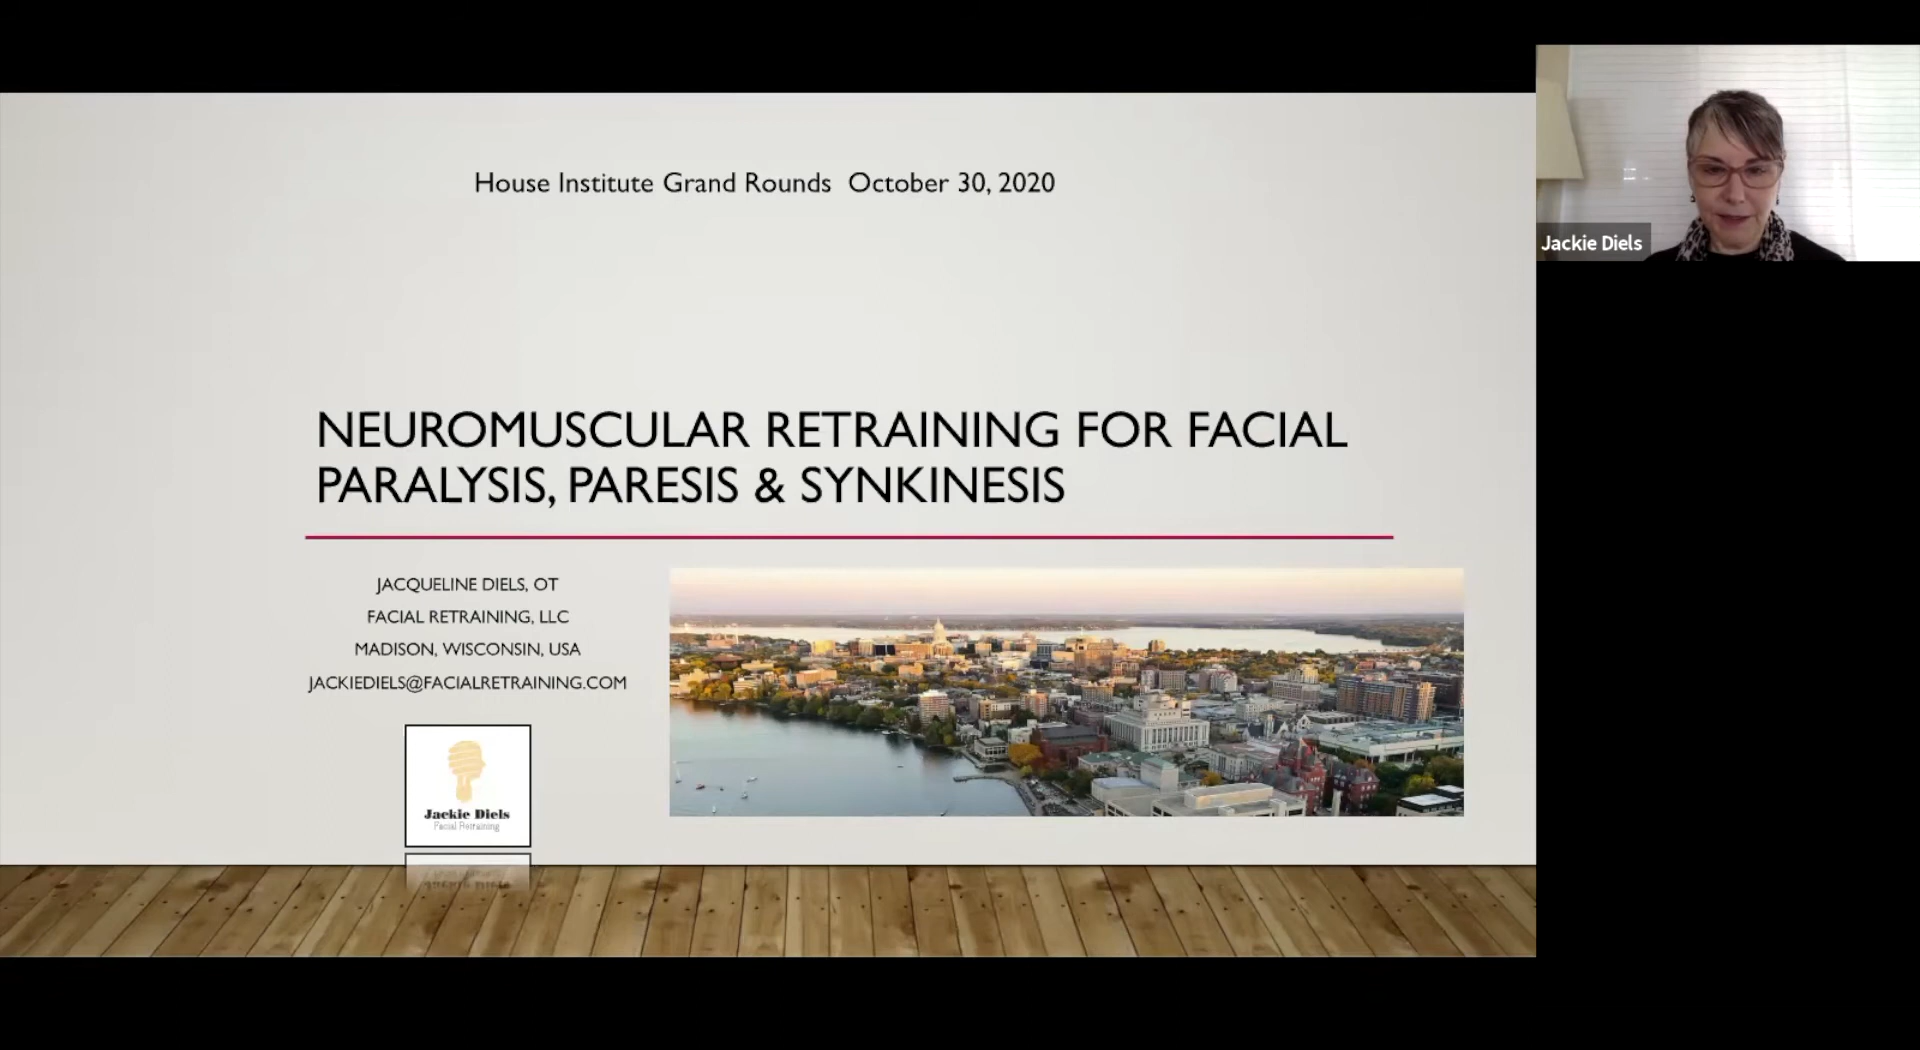 House Institute Grand Rounds  October 30, 2020
NEUROMUSCULAR RETRAINING FOR FACIAL
PARALYSIS, PARESIS & SYNKINESIS
JACQUELINE DIELS, OT
FACIAL RETRAINING, LLC
MADISON, WISCONSIN, USA
JACKIEDIELS@FACIALRETRAINING.COM
Jackie Diels
Facial Retraining
Jackie Diels